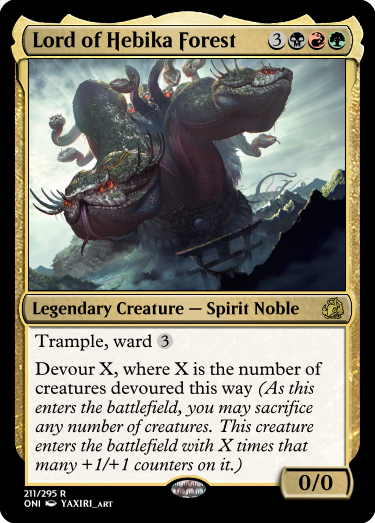 Lord of Hebika Forest 3
Legendary Creature — Spirit Noble
Trample, ward 3
Devour X, where X is the number of
creatures devoured this way (As this
enters the battlefield, you may sacrifice
any number of creatures. This creature
enters the battlefield with X times that
many +1/+1 counters on it.)
0/0
211/295 R
ONI YAXIRI_ART